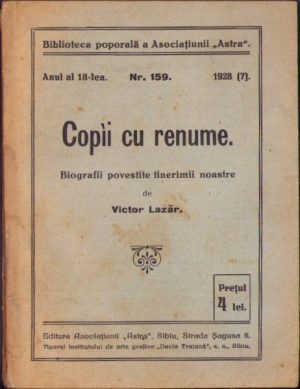 Biblioteca poporală a Asociațiunii „Astra“.
Anul al 18-lea. Nr. 159. 1928 (7).
Copii cu renume.
Biografii povestite tinerimii noastre
de
Victor Lazăr.
Prețul
4 lei.
Editura Asociațiunii „Astra“, Sibiu, Strada Șaguna 6.
Tiparul Institutului de arte grafice „Dacia Traiană“, s. a., Sibiu.